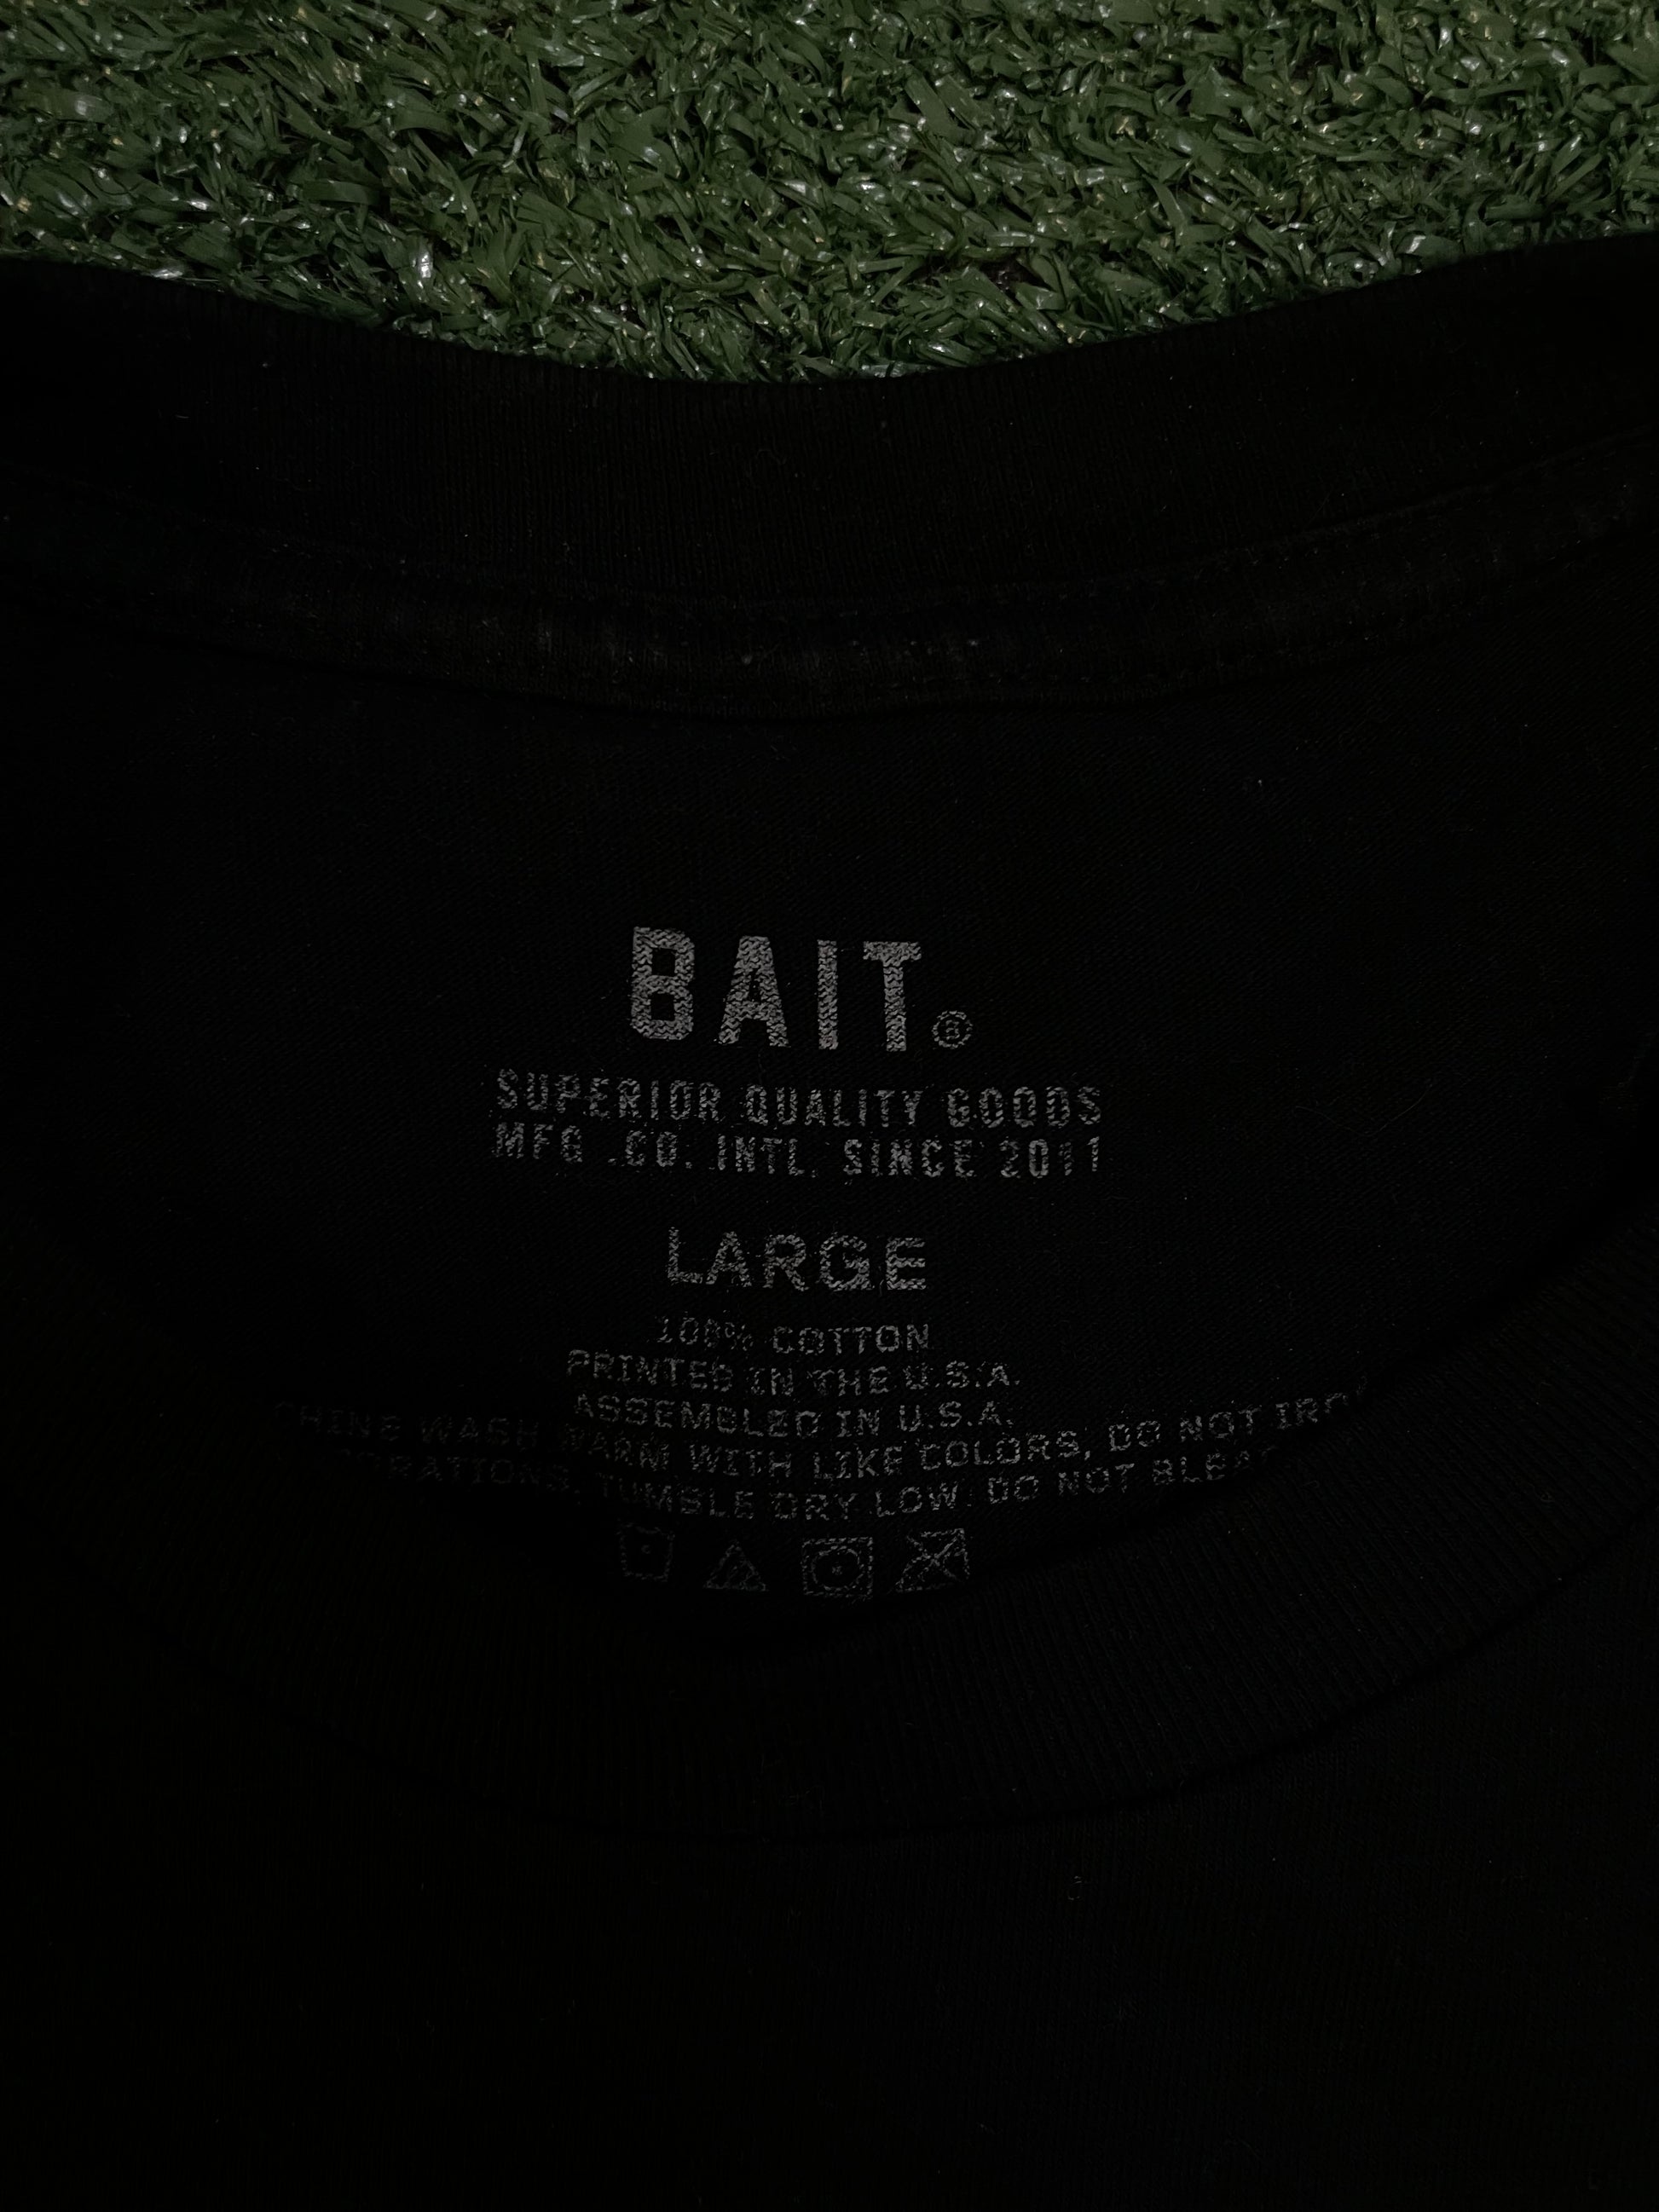 BAIT®
SUPERIOR QUALITY GOODS
MFG .CO. INTL. SINCE 2011
LARGE
100% COTTON
PRINTED IN THE U.S.A.
ASSEMBLED IN U.S.A.
WASH WARM WITH LIKE COLORS, DO NOT
TUMBLE DRY LOW. DO NOT